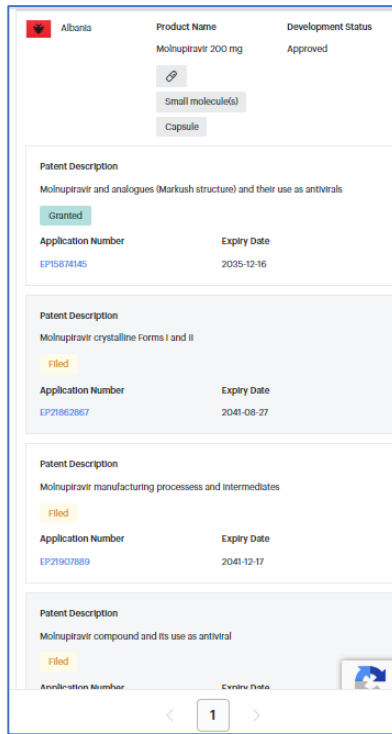 Albania Product Name Development Status
Molnupiravir 200 mg Approved
Small molecule(s)
Capsule
Patent Description
Molnupiravir and analogues (Markush structure) and their use as antivirals
Granted
Application Number Expiry Date
EP15874145 2035-12-16
Patent Description
Molnupiravir crystalline Forms I and II
Filed
Application Number Expiry Date
EP21862867 2041-08-27
Patent Description
Molnupiravir manufacturing processess and intermediates
Filed
Application Number Expiry Date
EP21907889 2041-12-17
Patent Description
Molnupiravir compound and its use as antiviral
Filed
Application Number Expiry Date
1